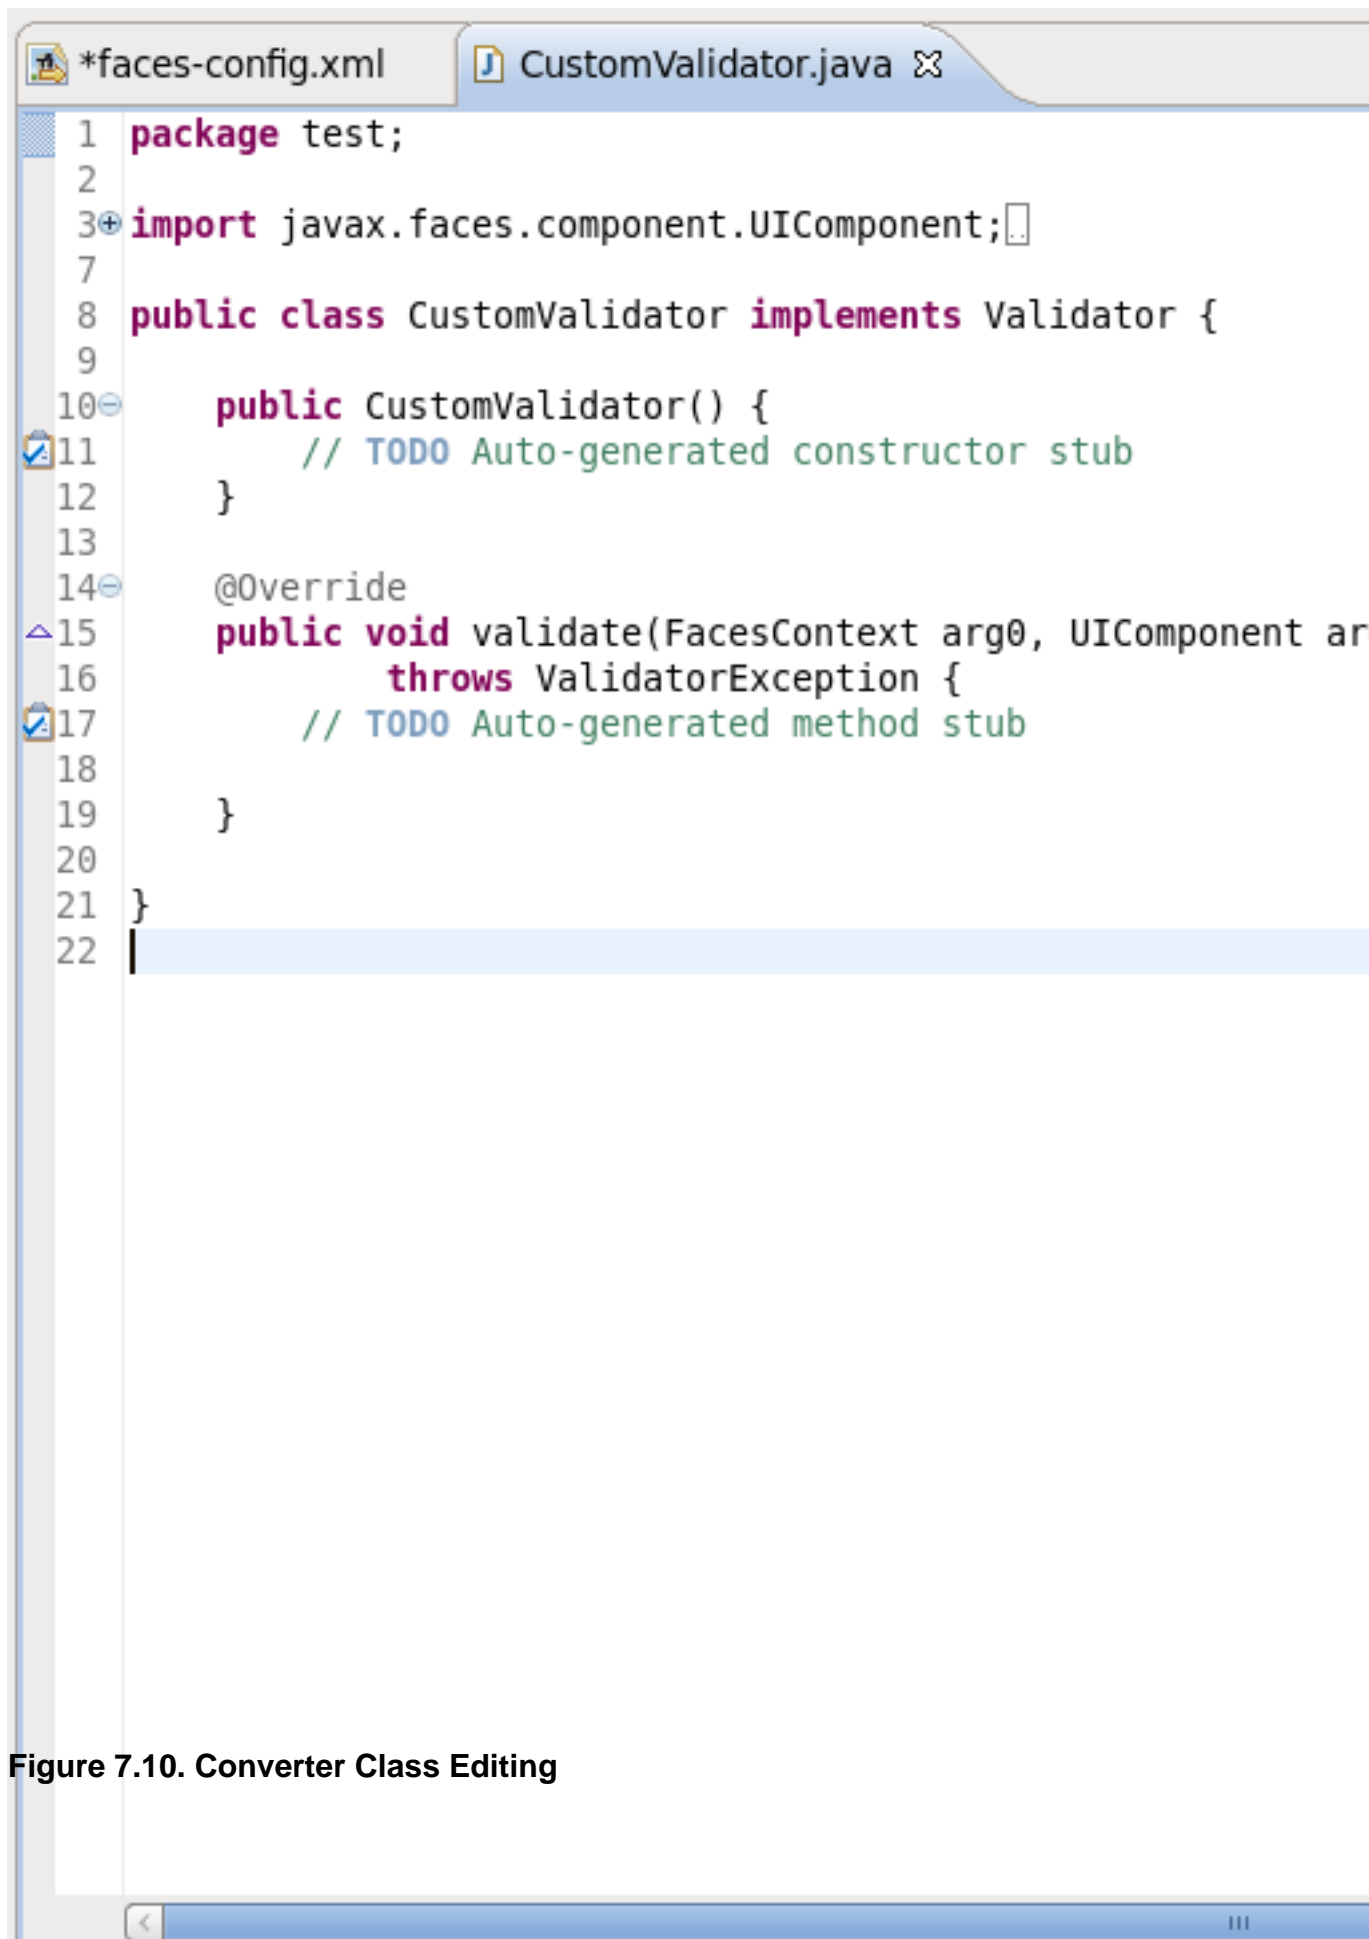 *faces-config.xml CustomValidator.java
1 package test;
2
3 import javax.faces.component.UIComponent;
7
8 public class CustomValidator implements Validator {
9
10 public CustomValidator() {
11 // TODO Auto-generated constructor stub
12 }
13
14 @Override
15 public void validate(FacesContext arg0, UIComponent
16 throws ValidatorException {
17 // TODO Auto-generated method stub
18
19 }
20
21 }
22
Figure 7.10. Converter Class Editing